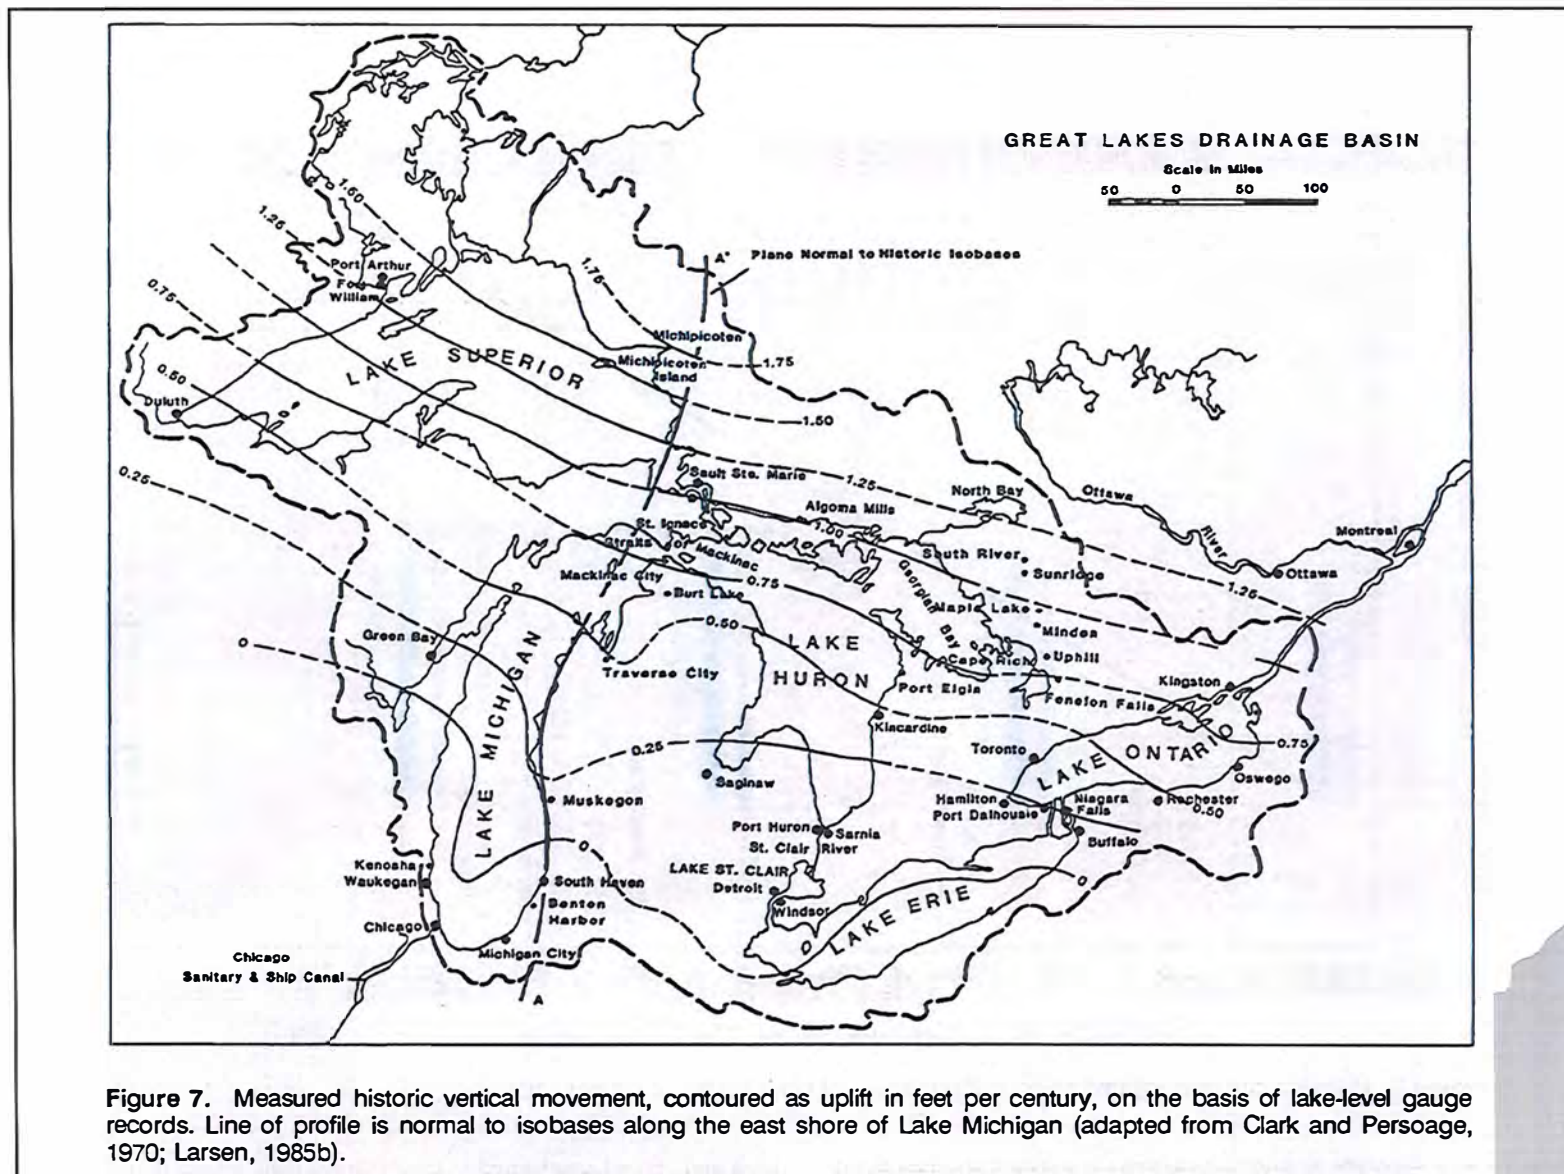 GREAT LAKES DRAINAGE BASIN
Scale in Miles
50 0 50 100
1.50
1.25
A'
Plane Normal to Historic Isobases
1.75
Port Arthur
Fort
William
0.75
Michipicoten
1.75
Michipicoten
Island
LAKE SUPERIOR
0.50
Duluth
1.50
0.25
Sault Ste. Marie
1.25
North Bay
Ottawa
River
Algoma Mills
St. Ignace
1.00
Montreal
Straits of Mackinac
South River
Sunridge
Ottawa
Mackinac City
0.75
1.25
Burt Lake
Georgian Bay
Maple Lake
Minden
0.50
Green Bay
LAKE
HURON
0
Cape Rich
Uphill
Traverse City
Port Elgin
Kingston
Fenelon Falls
LAKE MICHIGAN
Kincardine
0.25
Toronto
LAKE ONTARIO
0.75
Saginaw
Oswego
Muskegon
Hamilton
Niagara
Falls
Rochester
Port Dalhousie
0.50
Port Huron
Sarnia
Buffalo
St. Clair River
0
Kenosha
Waukegan
LAKE ST. CLAIR
Detroit
South Haven
0
Benton
Harbor
Windsor
LAKE ERIE
0
Chicago
Michigan City
Chicago
Sanitary & Ship Canal
A
Figure 7. Measured historic vertical movement, contoured as uplift in feet per century, on the basis of lake-level gauge
records. Line of profile is normal to isobases along the east shore of Lake Michigan (adapted from Clark and Persoage,
1970; Larsen, 1985b).